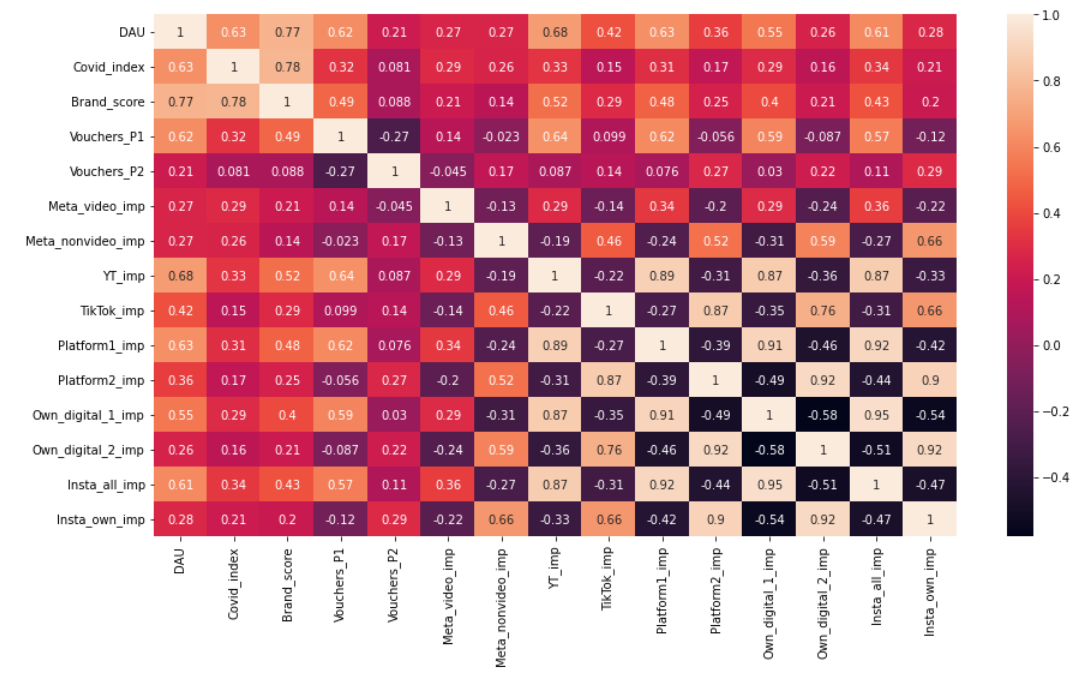 DAU 1 0.63 0.77 0.62 0.21 0.27 0.27 0.68 0.42 0.63 0.36 0.55 0.26 0.61 0.28
Covid_index 0.63 1 0.78 0.32 0.081 0.29 0.26 0.33 0.15 0.31 0.17 0.29 0.16 0.34 0.21
Brand_score 0.77 0.78 1 0.49 0.088 0.21 0.14 0.52 0.29 0.48 0.25 0.4 0.21 0.43 0.2
Vouchers_P1 0.62 0.32 0.49 1 -0.27 0.14 -0.023 0.64 0.099 0.62 -0.056 0.59 -0.087 0.57 -0.12
Vouchers_P2 0.21 0.081 0.088 -0.27 1 -0.045 0.17 0.087 0.14 0.076 0.27 0.03 0.22 0.11 0.29
Meta_video_imp 0.27 0.29 0.21 0.14 -0.045 1 -0.13 0.29 -0.14 0.34 -0.2 0.29 -0.24 0.36 -0.22
Meta_nonvideo_imp 0.27 0.26 0.14 -0.023 0.17 -0.13 1 -0.19 0.46 -0.24 0.52 -0.31 0.59 -0.27 0.66
YT_imp 0.68 0.33 0.52 0.64 0.087 0.29 -0.19 1 -0.22 0.89 -0.31 0.87 -0.36 0.87 -0.33
TikTok_imp 0.42 0.15 0.29 0.099 0.14 -0.14 0.46 -0.22 1 -0.27 0.87 -0.35 0.76 -0.31 0.66
Platform1_imp 0.63 0.31 0.48 0.62 0.076 0.34 -0.24 0.89 -0.27 1 -0.39 0.91 -0.46 0.92 -0.42
Platform2_imp 0.36 0.17 0.25 -0.056 0.27 -0.2 0.52 -0.31 0.87 -0.39 1 -0.49 0.92 -0.44 0.9
Own_digital_1_imp 0.55 0.29 0.4 0.59 0.03 0.29 -0.31 0.87 -0.35 0.91 -0.49 1 -0.58 0.95 -0.54
Own_digital_2_imp 0.26 0.16 0.21 -0.087 0.22 -0.24 0.59 -0.36 0.76 -0.46 0.92 -0.58 1 -0.51 0.92
Insta_all_imp 0.61 0.34 0.43 0.57 0.11 0.36 -0.27 0.87 -0.31 0.92 -0.44 0.95 -0.51 1 -0.47
Insta_own_imp 0.28 0.21 0.2 -0.12 0.29 -0.22 0.66 -0.33 0.66 -0.42 0.9 -0.54 0.92 -0.47 1
DAU
Covid_index
Brand_score
Vouchers_P1
Vouchers_P2
Meta_video_imp
Meta_nonvideo_imp
YT_imp
TikTok_imp
Platform1_imp
Platform2_imp
Own_digital_1_imp
Own_digital_2_imp
Insta_all_imp
Insta_own_imp
1.0
0.8
0.6
0.4
0.2
0.0
−0.2
−0.4